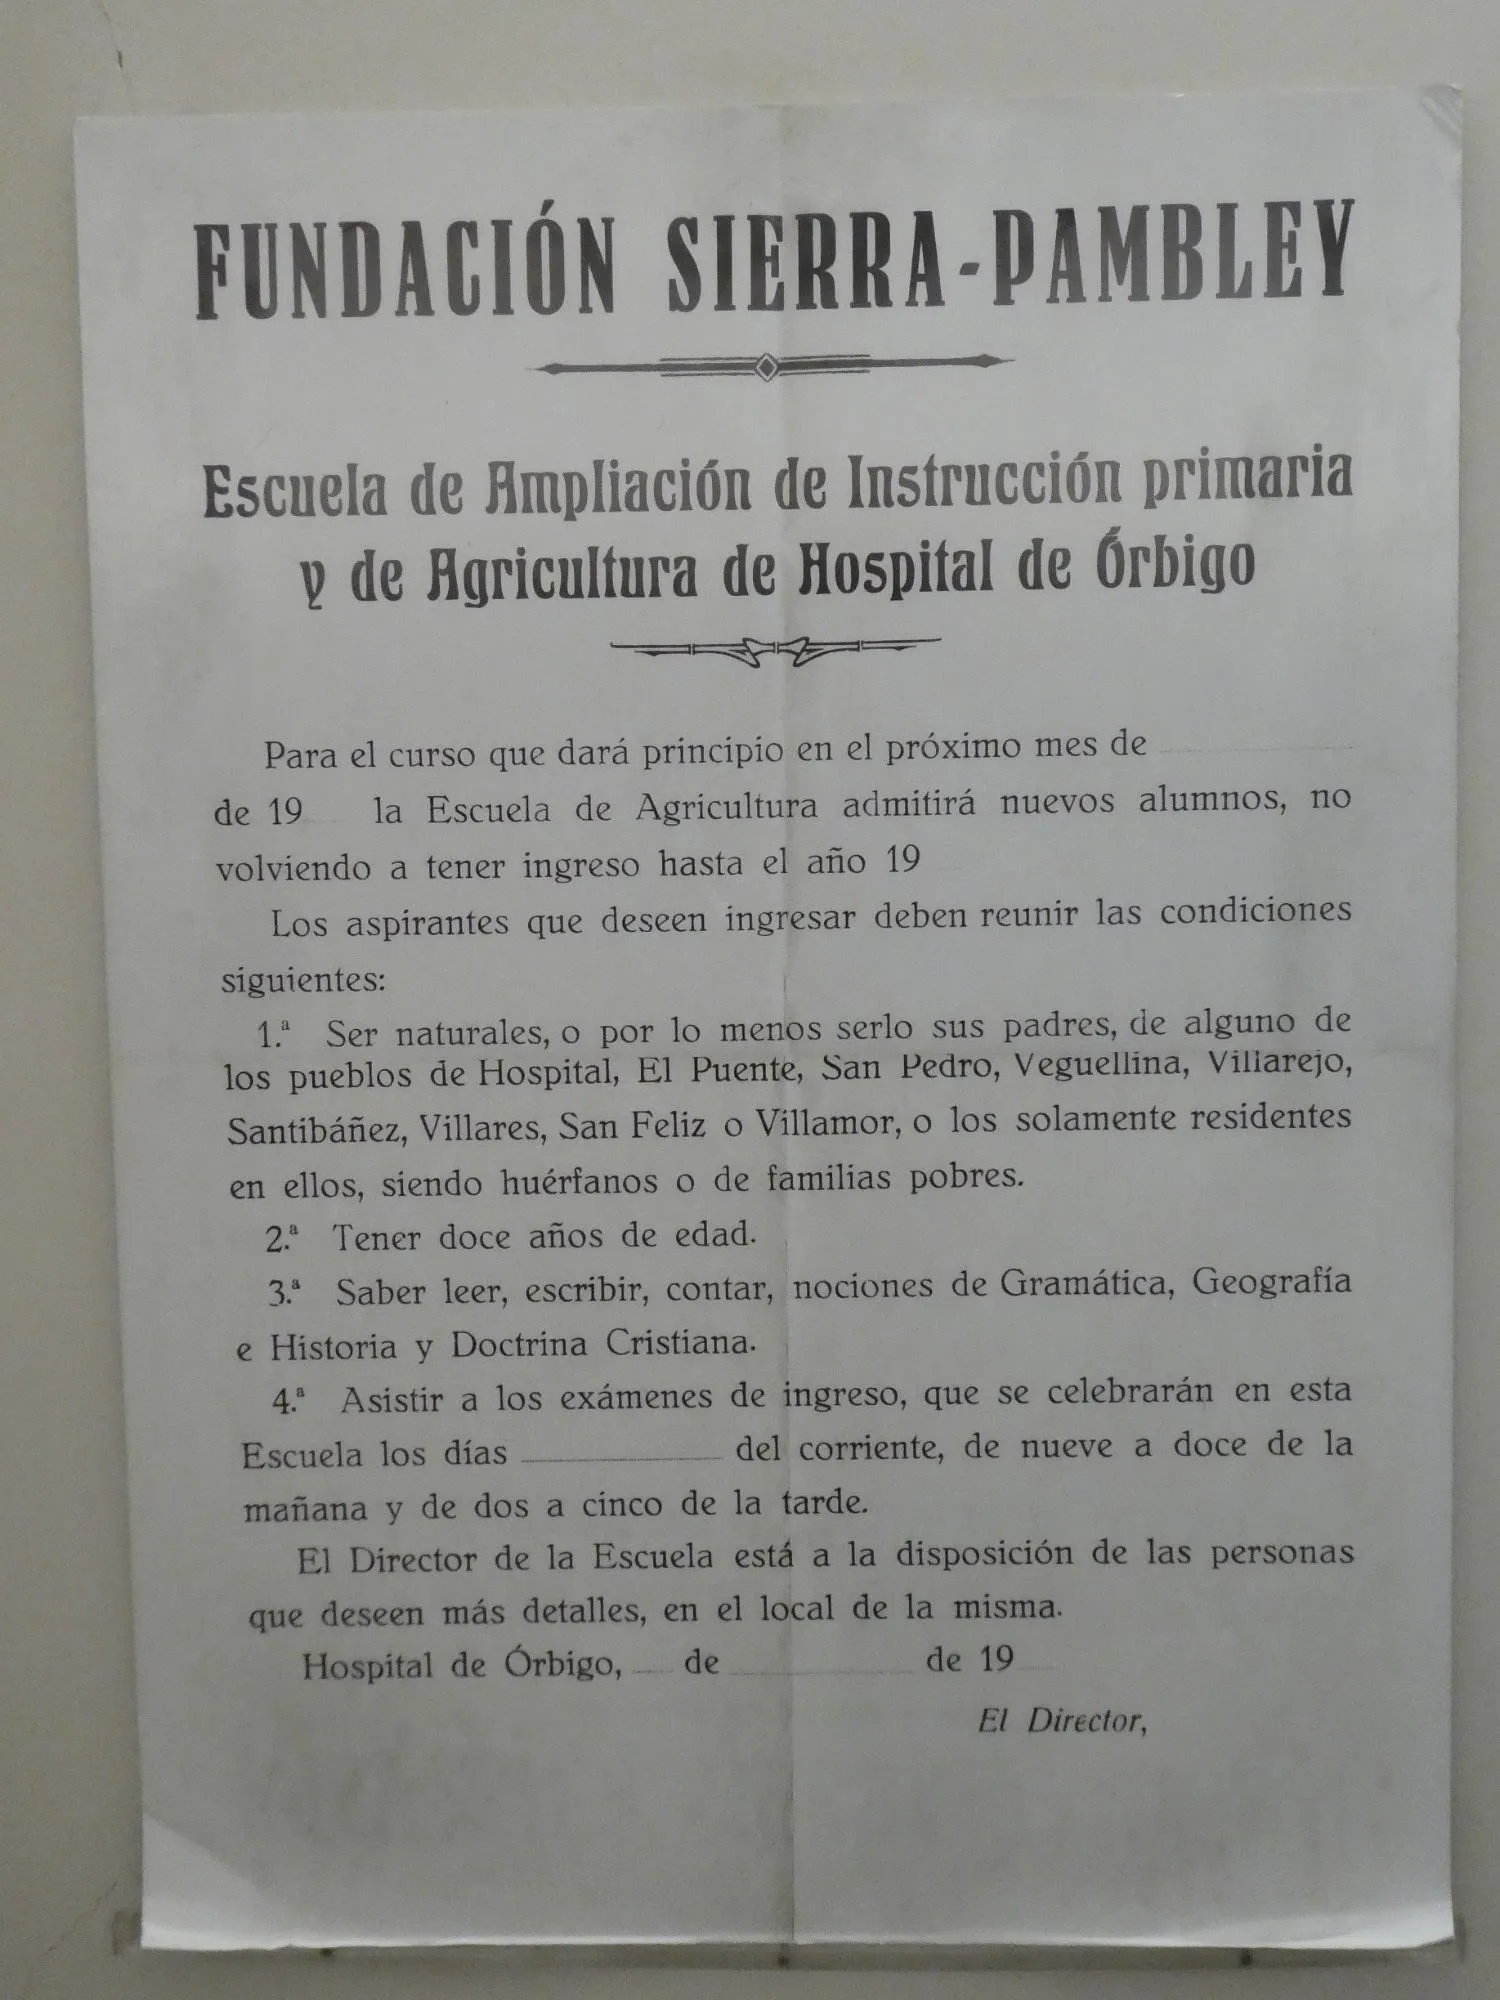 FUNDACIÓN SIERRA-PAMBLEY
Escuela de Ampliación de Instrucción primaria
y de Agricultura de Hospital de Órbigo
Para el curso que dará principio en el próximo mes de
de 19 la Escuela de Agricultura admitirá nuevos alumnos, no
volviendo a tener ingreso hasta el año 19
Los aspirantes que deseen ingresar deben reunir las condiciones
siguientes:
1.ª Ser naturales, o por lo menos serlo sus padres, de alguno de
los pueblos de Hospital, El Puente, San Pedro, Veguellina, Villarejo,
Santibáñez, Villares, San Feliz o Villamor, o los solamente residentes
en ellos, siendo huérfanos o de familias pobres.
2.ª Tener doce años de edad.
3.ª Saber leer, escribir, contar, nociones de Gramática, Geografía
e Historia y Doctrina Cristiana.
4.ª Asistir a los exámenes de ingreso, que se celebrarán en esta
Escuela los días del corriente, de nueve a doce de la
mañana y de dos a cinco de la tarde.
El Director de la Escuela está a la disposición de las personas
que deseen más detalles, en el local de la misma.
Hospital de Órbigo, de de 19
El Director,